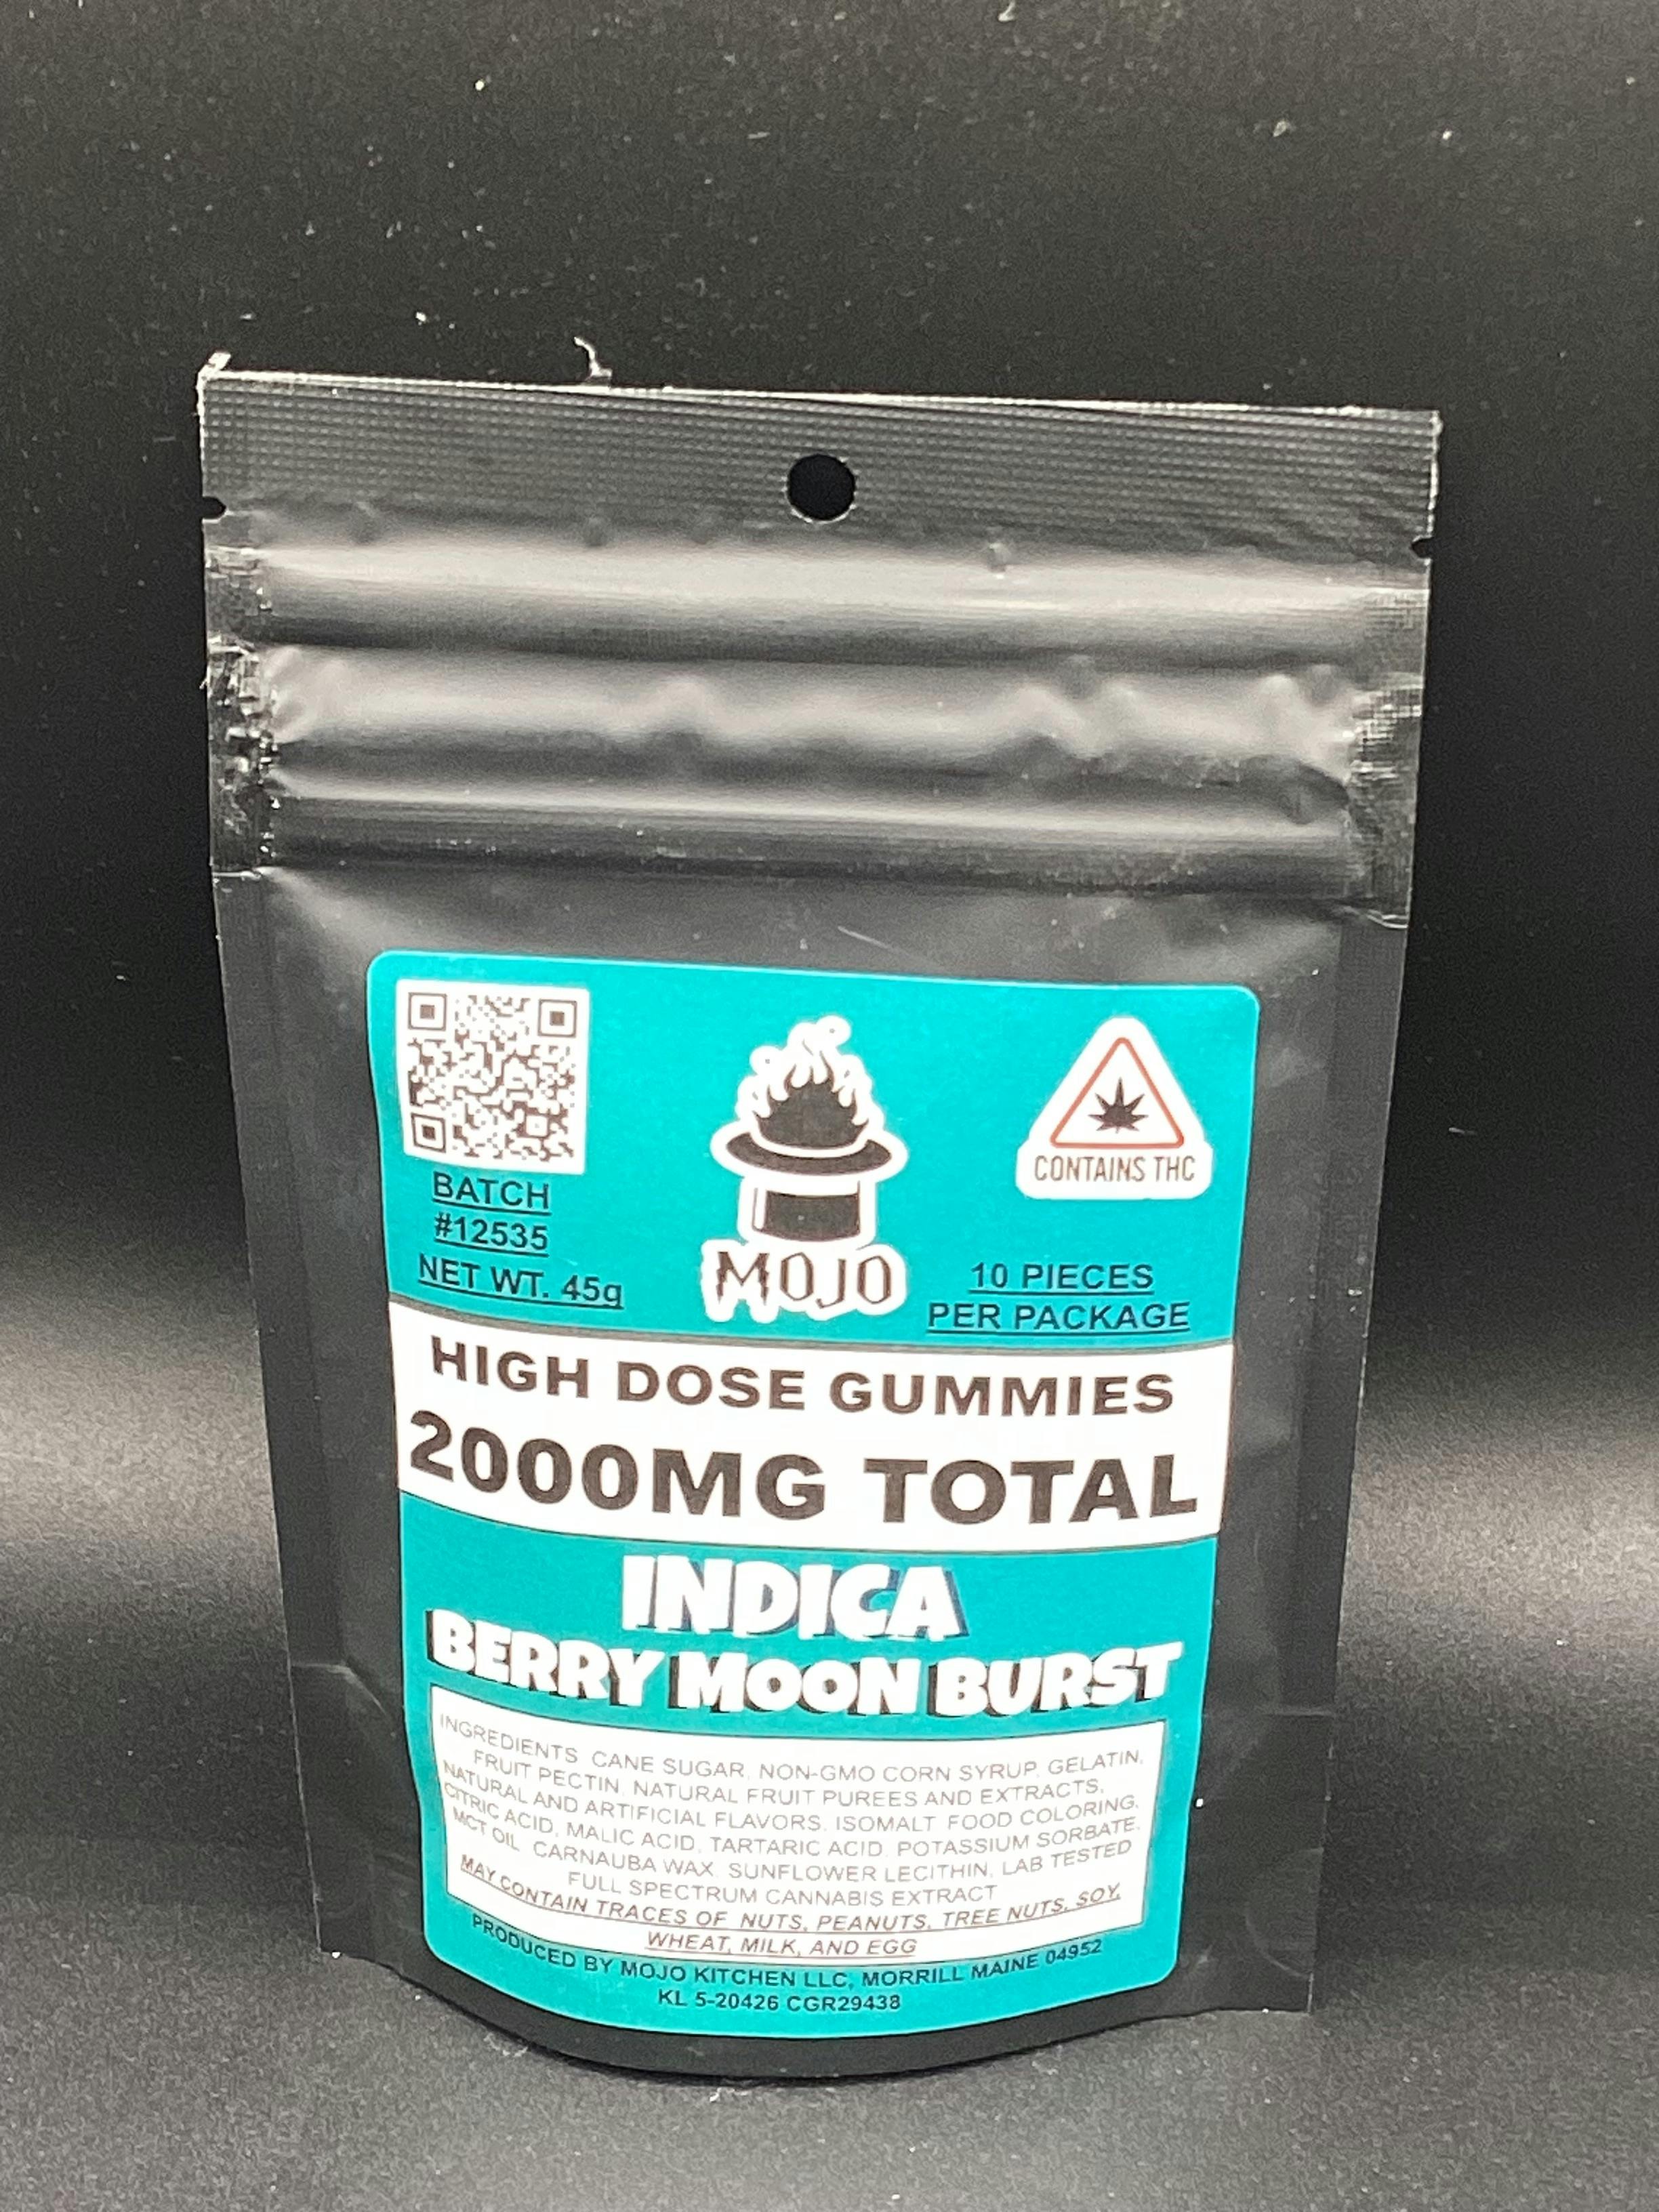 BATCH
#12535
NET WT. 45g
MOJO
CONTAINS THC
10 PIECES
PER PACKAGE
HIGH DOSE GUMMIES
2000MG TOTAL
INDICA
BERRY MOON BURST
INGREDIENTS CANE SUGAR, NON-GMO CORN SYRUP, GELATIN,
FRUIT PECTIN, NATURAL FRUIT PUREES AND EXTRACTS,
NATURAL AND ARTIFICIAL FLAVORS, ISOMALT FOOD COLORING,
CITRIC ACID, MALIC ACID, TARTARIC ACID, POTASSIUM SORBATE,
MCT OIL, CARNAUBA WAX, SUNFLOWER LECITHIN, LAB TESTED
FULL SPECTRUM CANNABIS EXTRACT
MAY CONTAIN TRACES OF NUTS, PEANUTS, TREE NUTS, SOY,
WHEAT, MILK, AND EGG
PRODUCED BY MOJO KITCHEN LLC, MORRILL MAINE 04952
KL 5-20426 CGR29438